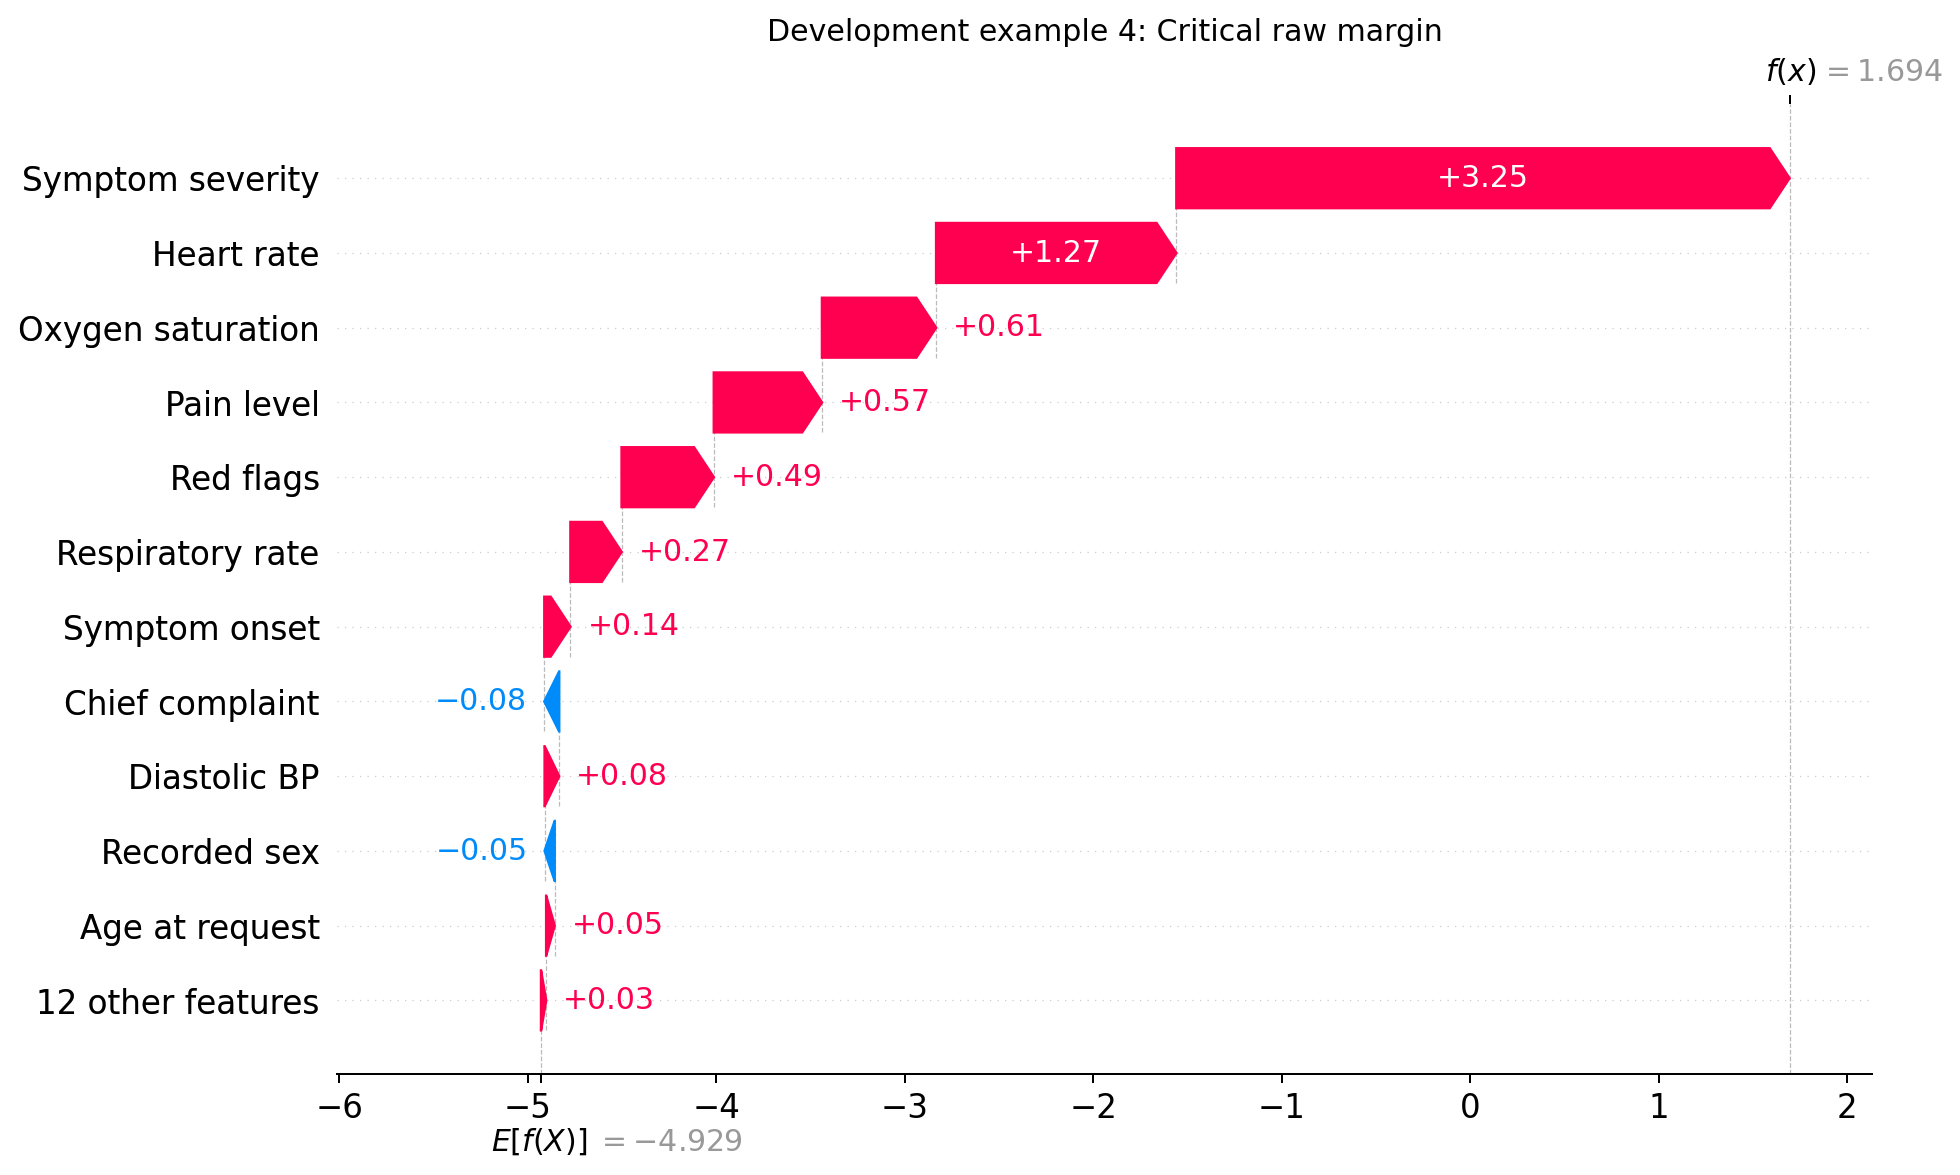 Development example 4: Critical raw margin
f(x) = 1.694
Symptom severity +3.25
Heart rate +1.27
Oxygen saturation +0.61
Pain level +0.57
Red flags +0.49
Respiratory rate +0.27
Symptom onset +0.14
Chief complaint −0.08
Diastolic BP +0.08
Recorded sex −0.05
Age at request +0.05
12 other features +0.03
−6 −5 −4 −3 −2 −1 0 1 2
E[f(X)] = −4.929